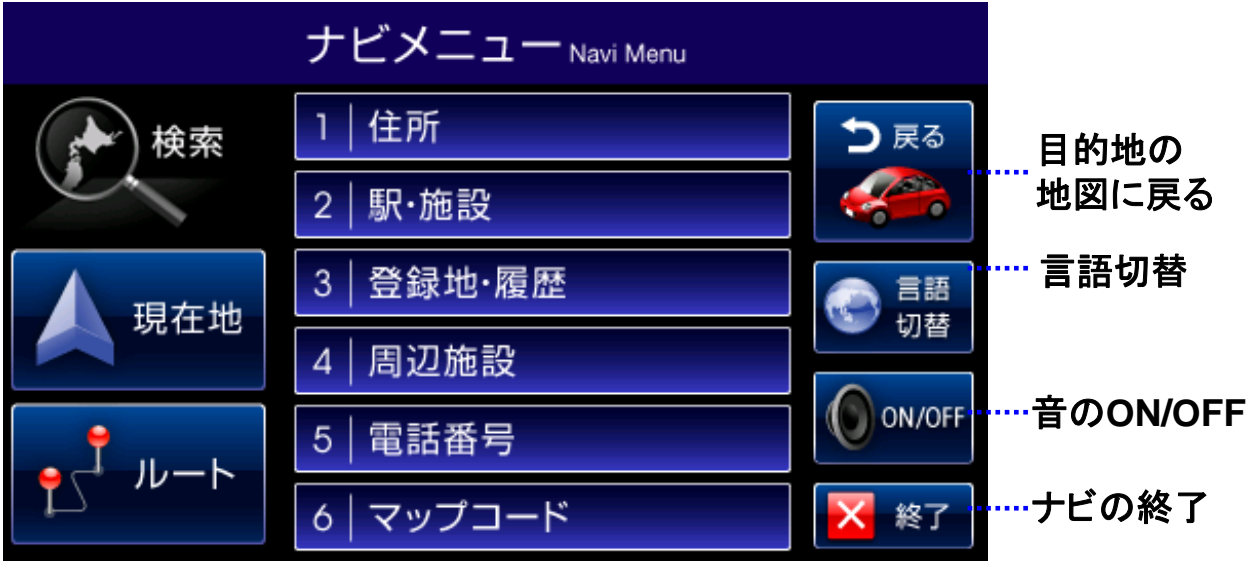 ナビメニュー Navi Menu
検索
現在地
ルート
1 住所
2 駅・施設
3 登録地・履歴
4 周辺施設
5 電話番号
6 マップコード
戻る
言語
切替
ON/OFF
終了
目的地の
地図に戻る
言語切替
音のON/OFF
ナビの終了